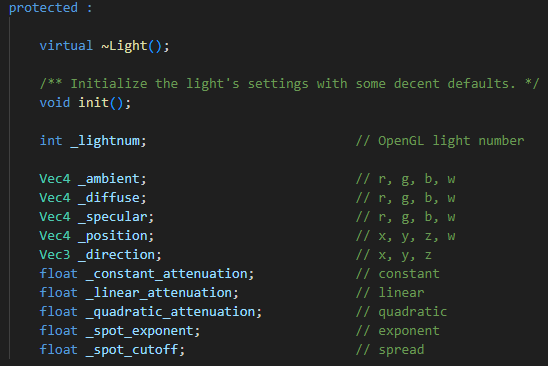 protected :
virtual ~Light();
/** Initialize the light's settings with some decent defaults. */
void init();
int _lightnum; // OpenGL light number
Vec4 _ambient; // r, g, b, w
Vec4 _diffuse; // r, g, b, w
Vec4 _specular; // r, g, b, w
Vec4 _position; // x, y, z, w
Vec3 _direction; // x, y, z
float _constant_attenuation; // constant
float _linear_attenuation; // linear
float _quadratic_attenuation; // quadratic
float _spot_exponent; // exponent
float _spot_cutoff; // spread